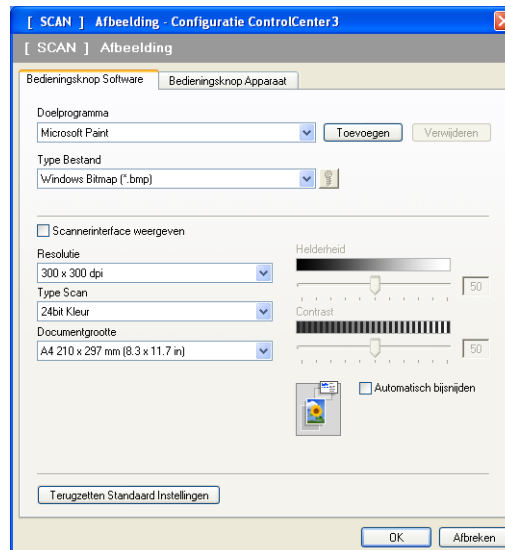 [ SCAN ] Afbeelding - Configuratie ControlCenter3
[ SCAN ] Afbeelding
Bedieningsknop Software
Bedieningsknop Apparaat
Doelprogramma
Microsoft Paint
Toevoegen
Verwijderen
Type Bestand
Windows Bitmap (*.bmp)
Scannerinterface weergeven
Resolutie
300 x 300 dpi
Type Scan
24bit Kleur
Documentgrootte
A4 210 x 297 mm (8.3 x 11.7 in)
Helderheid
50
Contrast
50
Automatisch bijsnijden
Terugzetten Standaard Instellingen
OK
Afbreken